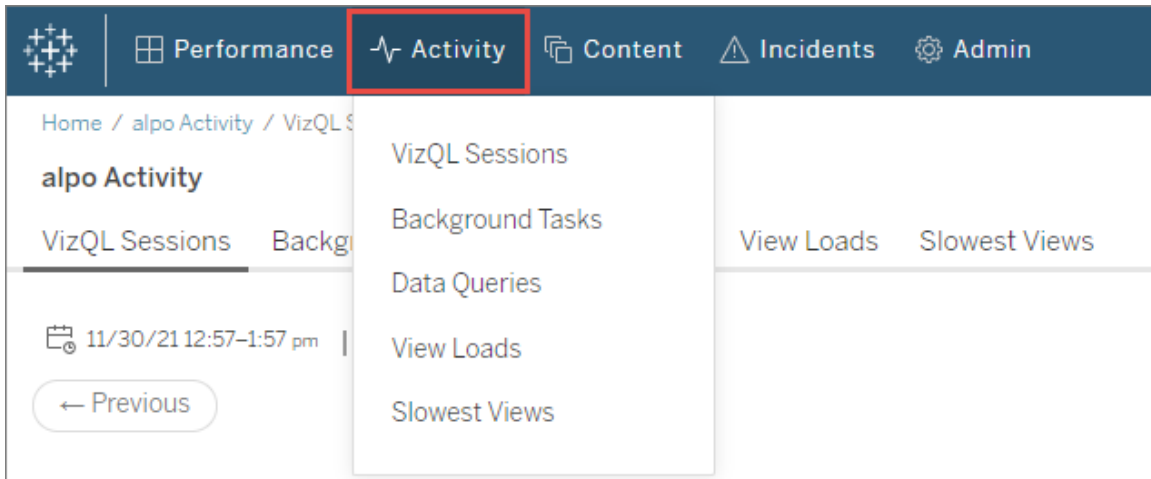 Performance Activity Content Incidents Admin
Home / alpo Activity / VizQL
alpo Activity
VizQL Sessions View Loads Slowest Views
11/30/21 12:57–1:57 pm |
← Previous
VizQL Sessions
Background Tasks
Data Queries
View Loads
Slowest Views